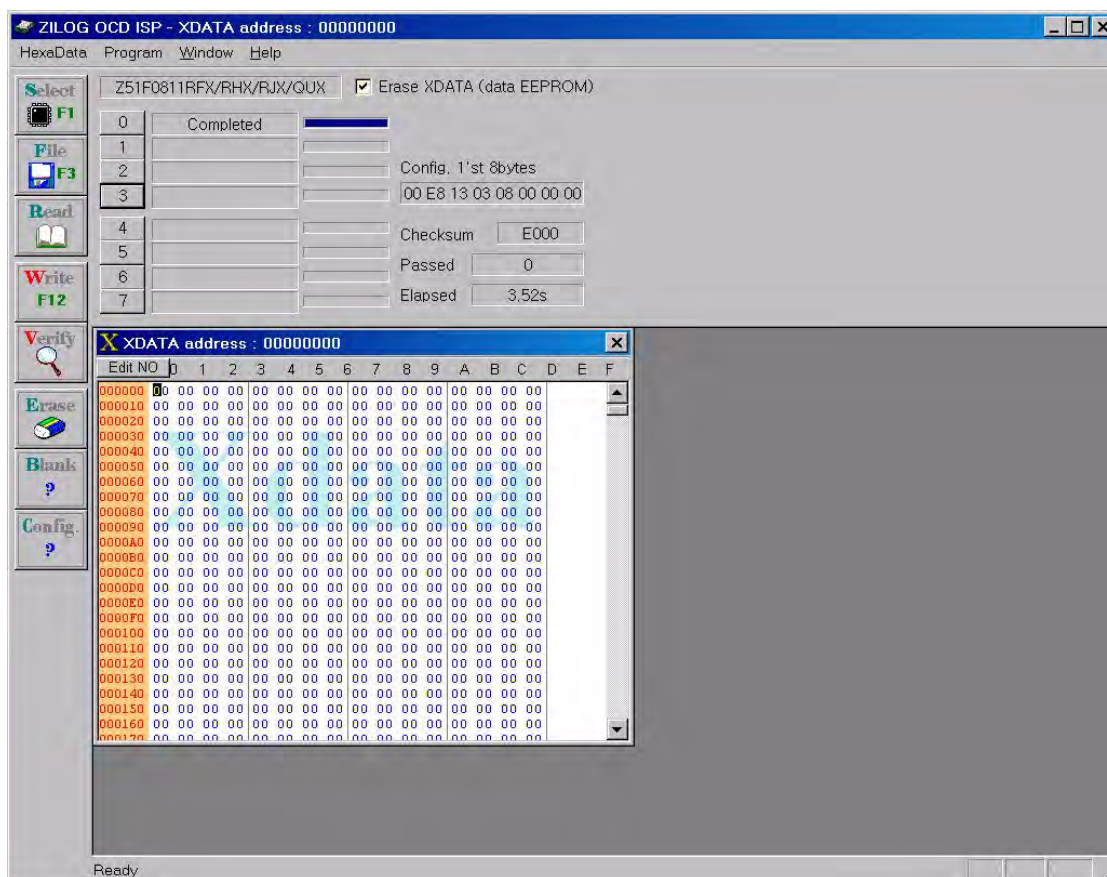 ZILOG OCD ISP - XDATA address : 00000000
HexaData Program Window Help
Select F1
File F3
Read
Write F12
Verify
Erase
Blank ?
Config. ?
Z51F0811RFX/RHX/RJX/QUX Erase XDATA (data EEPROM)
0 Completed
1
2
3
4
5
6
7
Config. 1'st 8bytes
00 E8 13 03 08 00 00 00
Checksum E000
Passed 0
Elapsed 3.52s
X XDATA address : 00000000
Edit NO 0 1 2 3 4 5 6 7 8 9 A B C D E F
000000 00 00 00 00 00 00 00 00 00 00 00 00 00 00 00 00
000010 00 00 00 00 00 00 00 00 00 00 00 00 00 00 00 00
000020 00 00 00 00 00 00 00 00 00 00 00 00 00 00 00 00
000030 00 00 00 00 00 00 00 00 00 00 00 00 00 00 00 00
000040 00 00 00 00 00 00 00 00 00 00 00 00 00 00 00 00
000050 00 00 00 00 00 00 00 00 00 00 00 00 00 00 00 00
000060 00 00 00 00 00 00 00 00 00 00 00 00 00 00 00 00
000070 00 00 00 00 00 00 00 00 00 00 00 00 00 00 00 00
000080 00 00 00 00 00 00 00 00 00 00 00 00 00 00 00 00
000090 00 00 00 00 00 00 00 00 00 00 00 00 00 00 00 00
0000A0 00 00 00 00 00 00 00 00 00 00 00 00 00 00 00 00
0000B0 00 00 00 00 00 00 00 00 00 00 00 00 00 00 00 00
0000C0 00 00 00 00 00 00 00 00 00 00 00 00 00 00 00 00
0000D0 00 00 00 00 00 00 00 00 00 00 00 00 00 00 00 00
0000E0 00 00 00 00 00 00 00 00 00 00 00 00 00 00 00 00
0000F0 00 00 00 00 00 00 00 00 00 00 00 00 00 00 00 00
000100 00 00 00 00 00 00 00 00 00 00 00 00 00 00 00 00
000110 00 00 00 00 00 00 00 00 00 00 00 00 00 00 00 00
000120 00 00 00 00 00 00 00 00 00 00 00 00 00 00 00 00
000130 00 00 00 00 00 00 00 00 00 00 00 00 00 00 00 00
000140 00 00 00 00 00 00 00 00 00 00 00 00 00 00 00 00
000150 00 00 00 00 00 00 00 00 00 00 00 00 00 00 00 00
000160 00 00 00 00 00 00 00 00 00 00 00 00 00 00 00 00
000170 00 00 00 00 00 00 00 00 00 00 00 00 00 00 00 00
Xdata
Ready